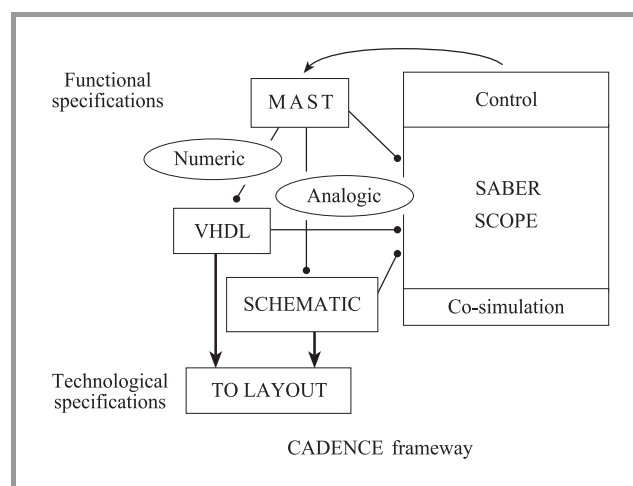 Functional
specifications
MAST
Control
Numeric
Analogic
SABER
SCOPE
VHDL
SCHEMATIC
Co-simulation
Technological
specifications
TO LAYOUT
CADENCE frameway